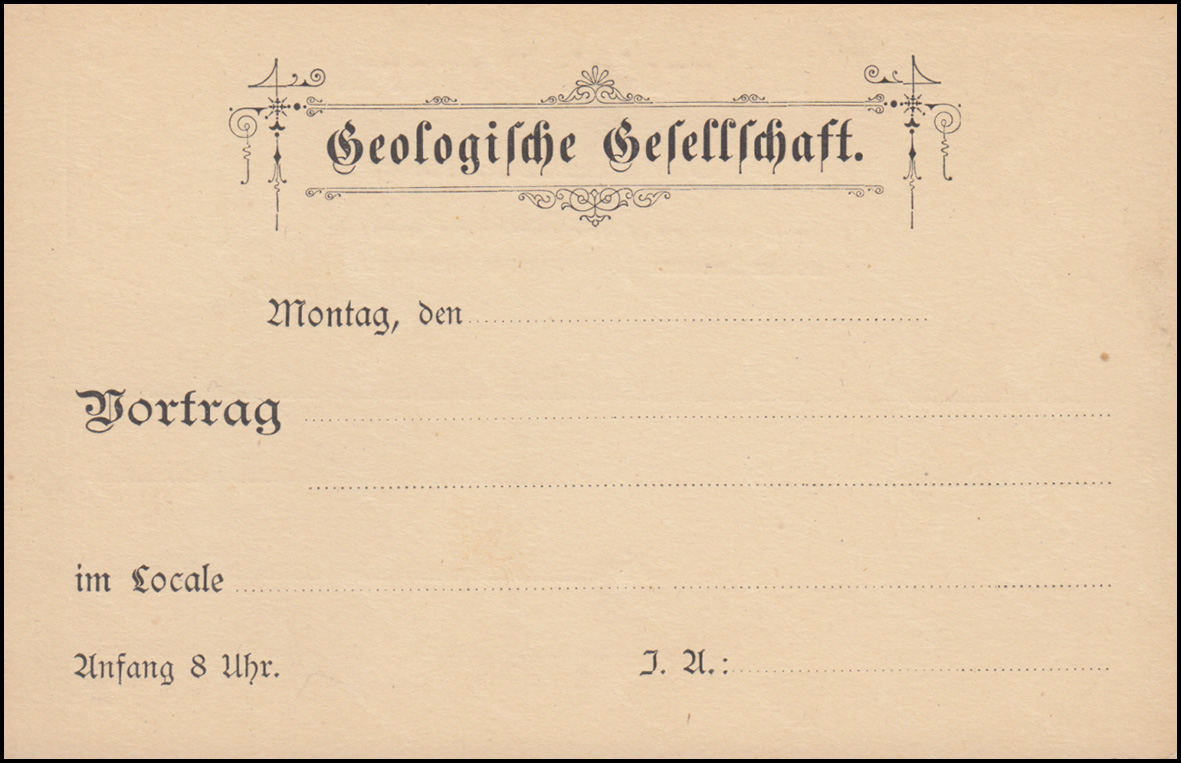 Geologiſche Geſellſchaft.
Montag, den
Vortrag
im Locale
Anfang 8 Uhr. J. A.: